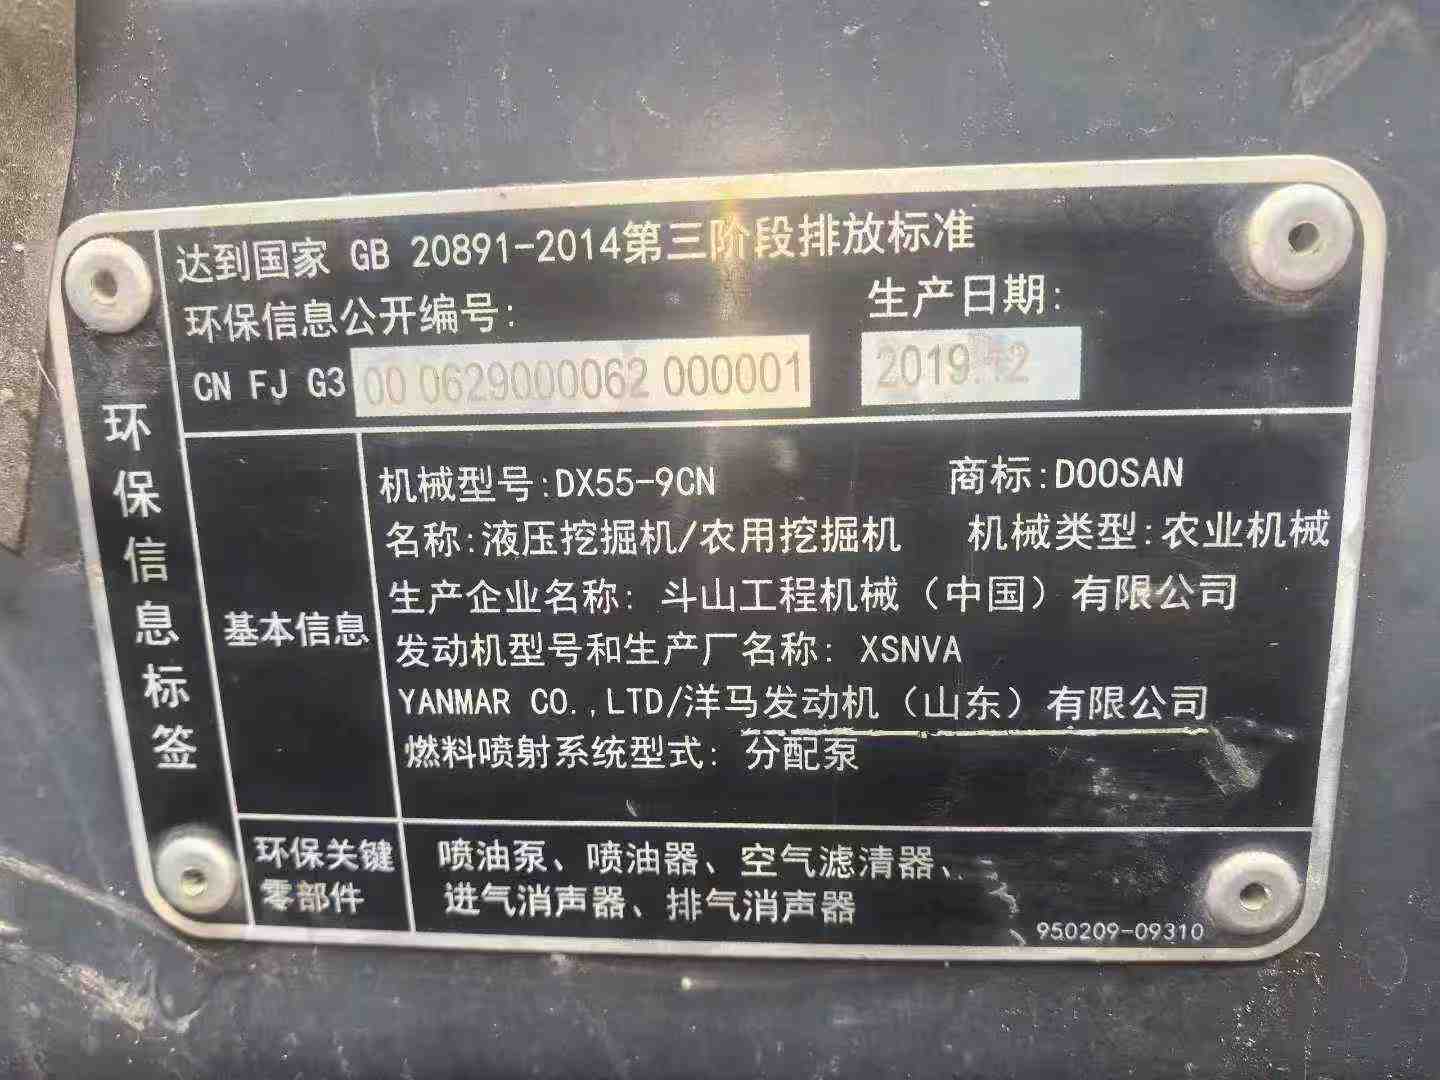 环保信息标签
达到国家 GB 20891-2014第三阶段排放标准
环保信息公开编号:
生产日期:
CN FJ G3 00 0629000062 000001
2019.12
基本信息
机械型号:DX55-9CN
商标:DOOSAN
名称:液压挖掘机/农用挖掘机
机械类型:农业机械
生产企业名称: 斗山工程机械（中国）有限公司
发动机型号和生产厂名称: XSNVA
YANMAR CO.,LTD/洋马发动机（山东）有限公司
燃料喷射系统型式: 分配泵
环保关键
零部件
喷油泵、喷油器、空气滤清器、
进气消声器、排气消声器
950209-09310